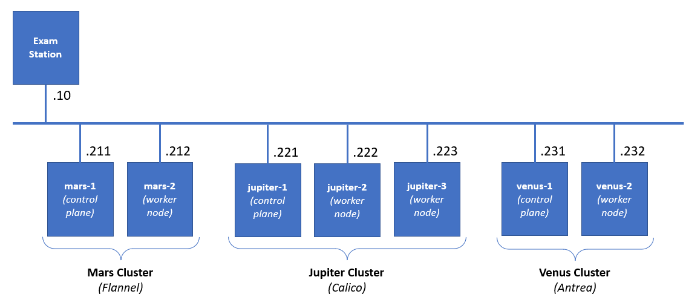 Exam
Station
.10
.211
.212
.221
.222
.223
.231
.232
mars-1
(control
plane)
mars-2
(worker
node)
jupiter-1
(control
plane)
jupiter-2
(worker
node)
jupiter-3
(worker
node)
venus-1
(control
plane)
venus-2
(worker
node)
Mars Cluster
(Flannel)
Jupiter Cluster
(Calico)
Venus Cluster
(Antrea)